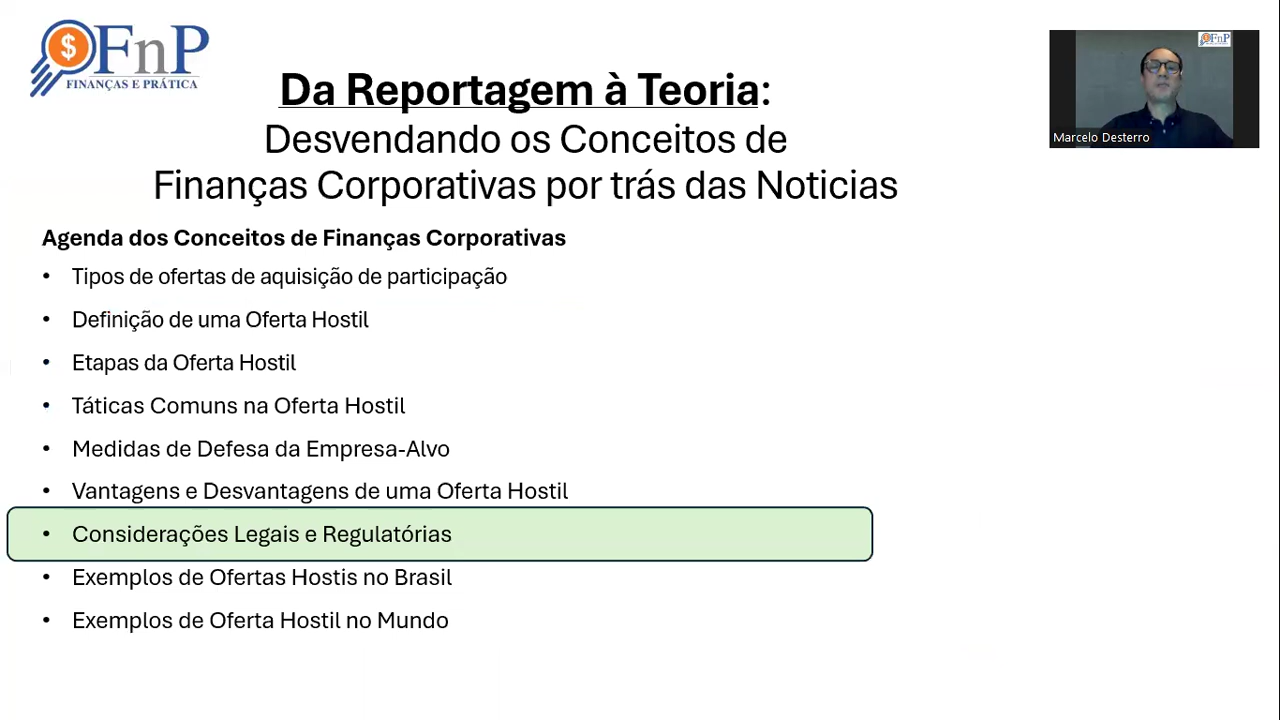 FnP
FINANÇAS E PRÁTICA
Da Reportagem à Teoria:
Desvendando os Conceitos de
Finanças Corporativas por trás das Noticias
FnP
Marcelo Desterro
Agenda dos Conceitos de Finanças Corporativas
• Tipos de ofertas de aquisição de participação
• Definição de uma Oferta Hostil
• Etapas da Oferta Hostil
• Táticas Comuns na Oferta Hostil
• Medidas de Defesa da Empresa-Alvo
• Vantagens e Desvantagens de uma Oferta Hostil
• Considerações Legais e Regulatórias
• Exemplos de Ofertas Hostis no Brasil
• Exemplos de Oferta Hostil no Mundo